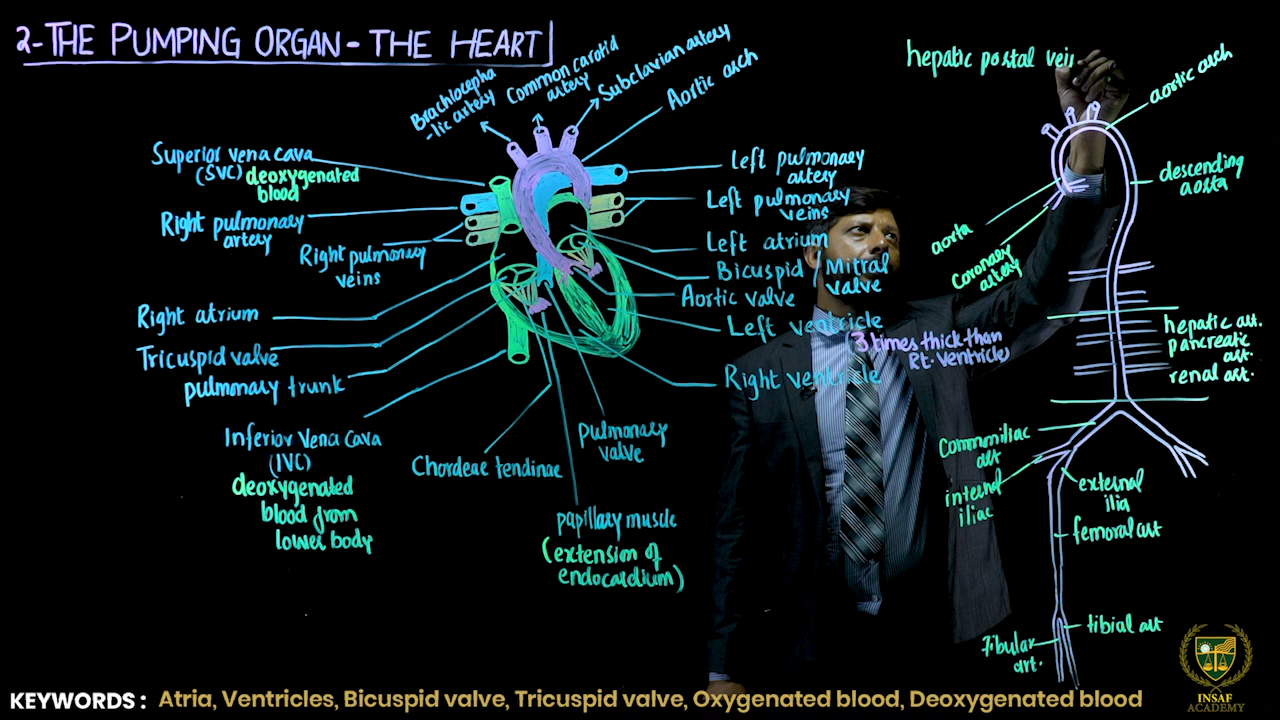 2-THE PUMPING ORGAN - THE HEART
Brachiocepha
-lic artery
Common carotid
artery
Subclavian artery
Aortic arch
Superior vena cava
(SVC) deoxygenated
blood
Right pulmonary
artery
Right pulmonary
veins
Right atrium
Tricuspid valve
pulmonary trunk
Inferior Vena Cava
(IVC)
deoxygenated
blood from
lower body
Chordeae tendinae
Pulmonary
valve
papillary muscle
(extension of
endocardium)
Left pulmonary
artery
Left pulmonary
veins
Left atrium
Bicuspid / Mitral
valve
Aortic valve
Left ventricle
3 times thick than
Rt. Ventricle
Right ventricle
hepatic portal vein
aortic arch
descending
aosta
aorta
Coronary
artery
hepatic art.
pancreatic
art.
renal art.
Commniliac
art
internal
iliac
external
ilia
femoral art
tibial art
Fibular
art.
KEYWORDS : Atria, Ventricles, Bicuspid valve, Tricuspid valve, Oxygenated blood, Deoxygenated blood
INSAF
ACADEMY